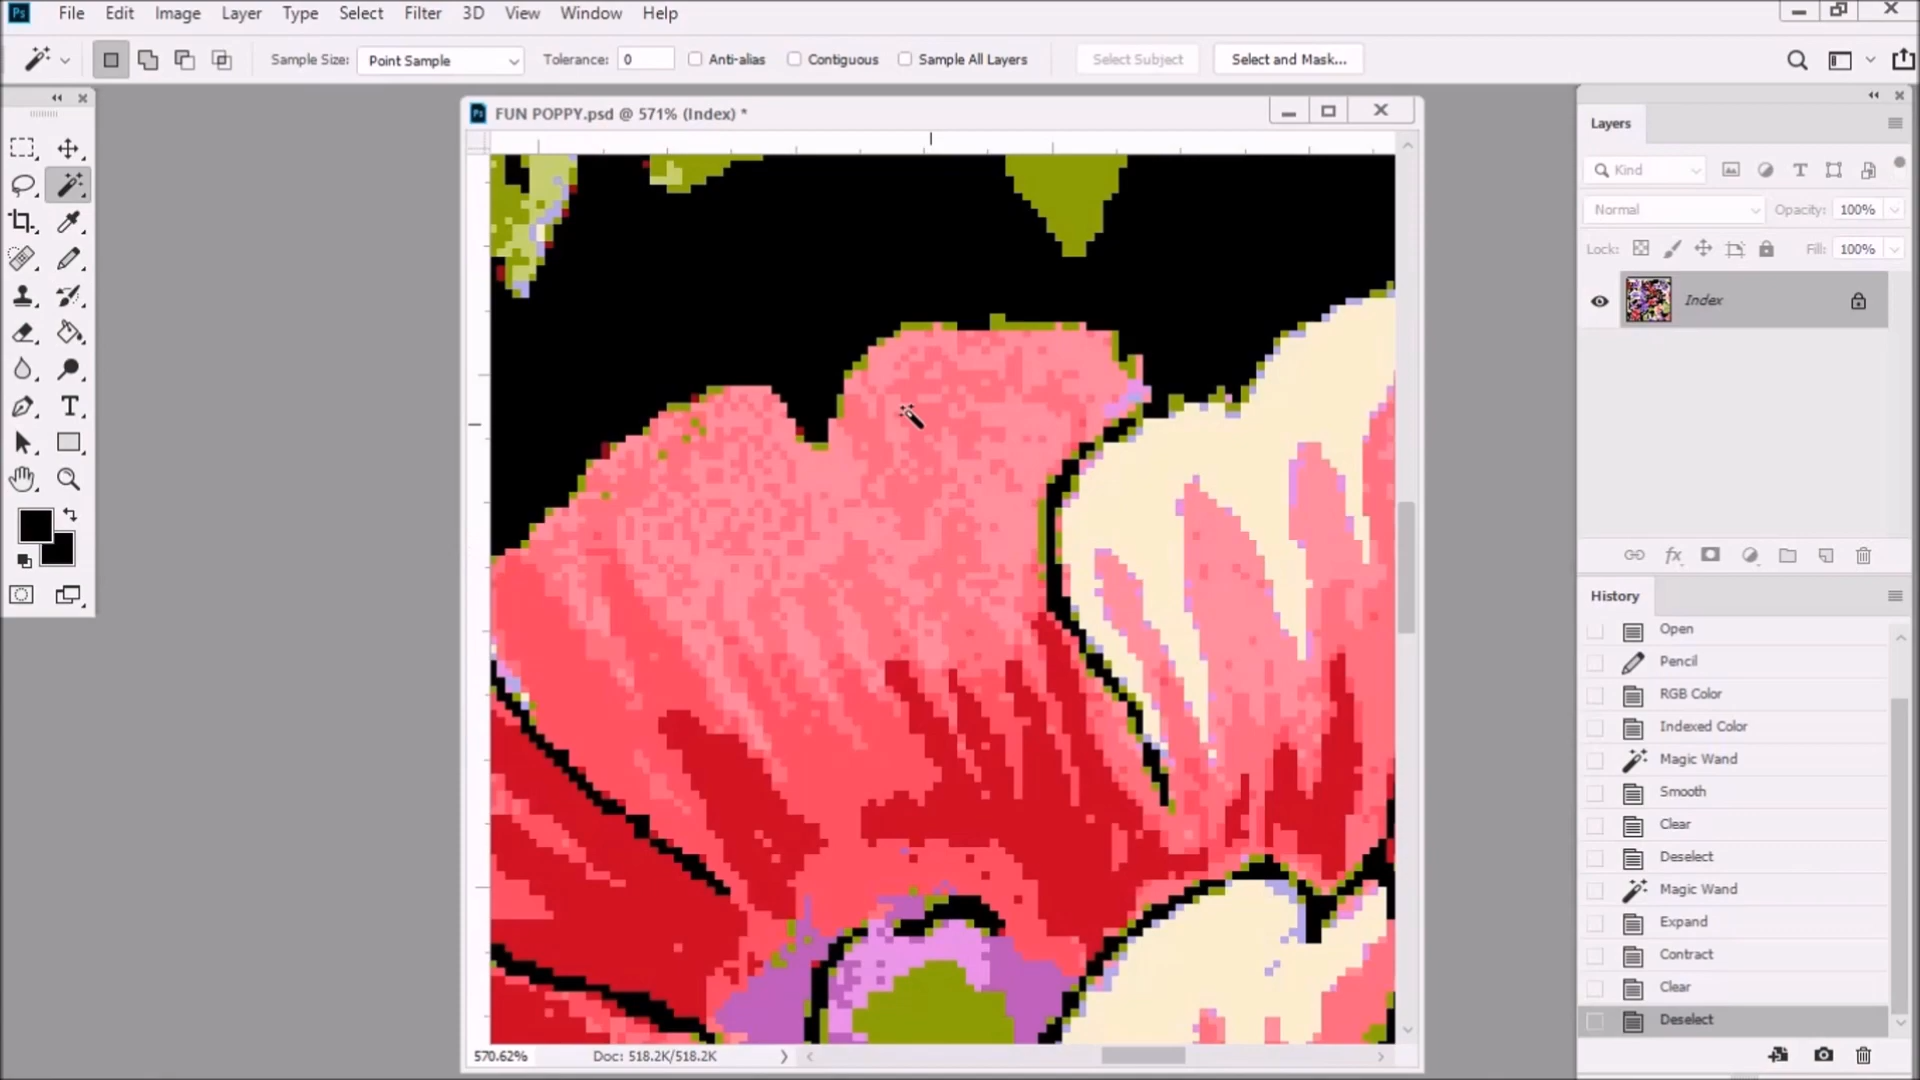 Ps File Edit Image Layer Type Select Filter 3D View Window Help
Sample Size: Point Sample Tolerance: 0 Anti-alias Contiguous Sample All Layers Select Subject Select and Mask...
Ps FUN POPPY.psd @ 571% (Index) *
Layers
Kind
Normal Opacity: 100%
Lock: Fill: 100%
Index
History
Open
Pencil
RGB Color
Indexed Color
Magic Wand
Smooth
Clear
Deselect
Magic Wand
Expand
Contract
Clear
Deselect
570.62% Doc: 518.2K/518.2K